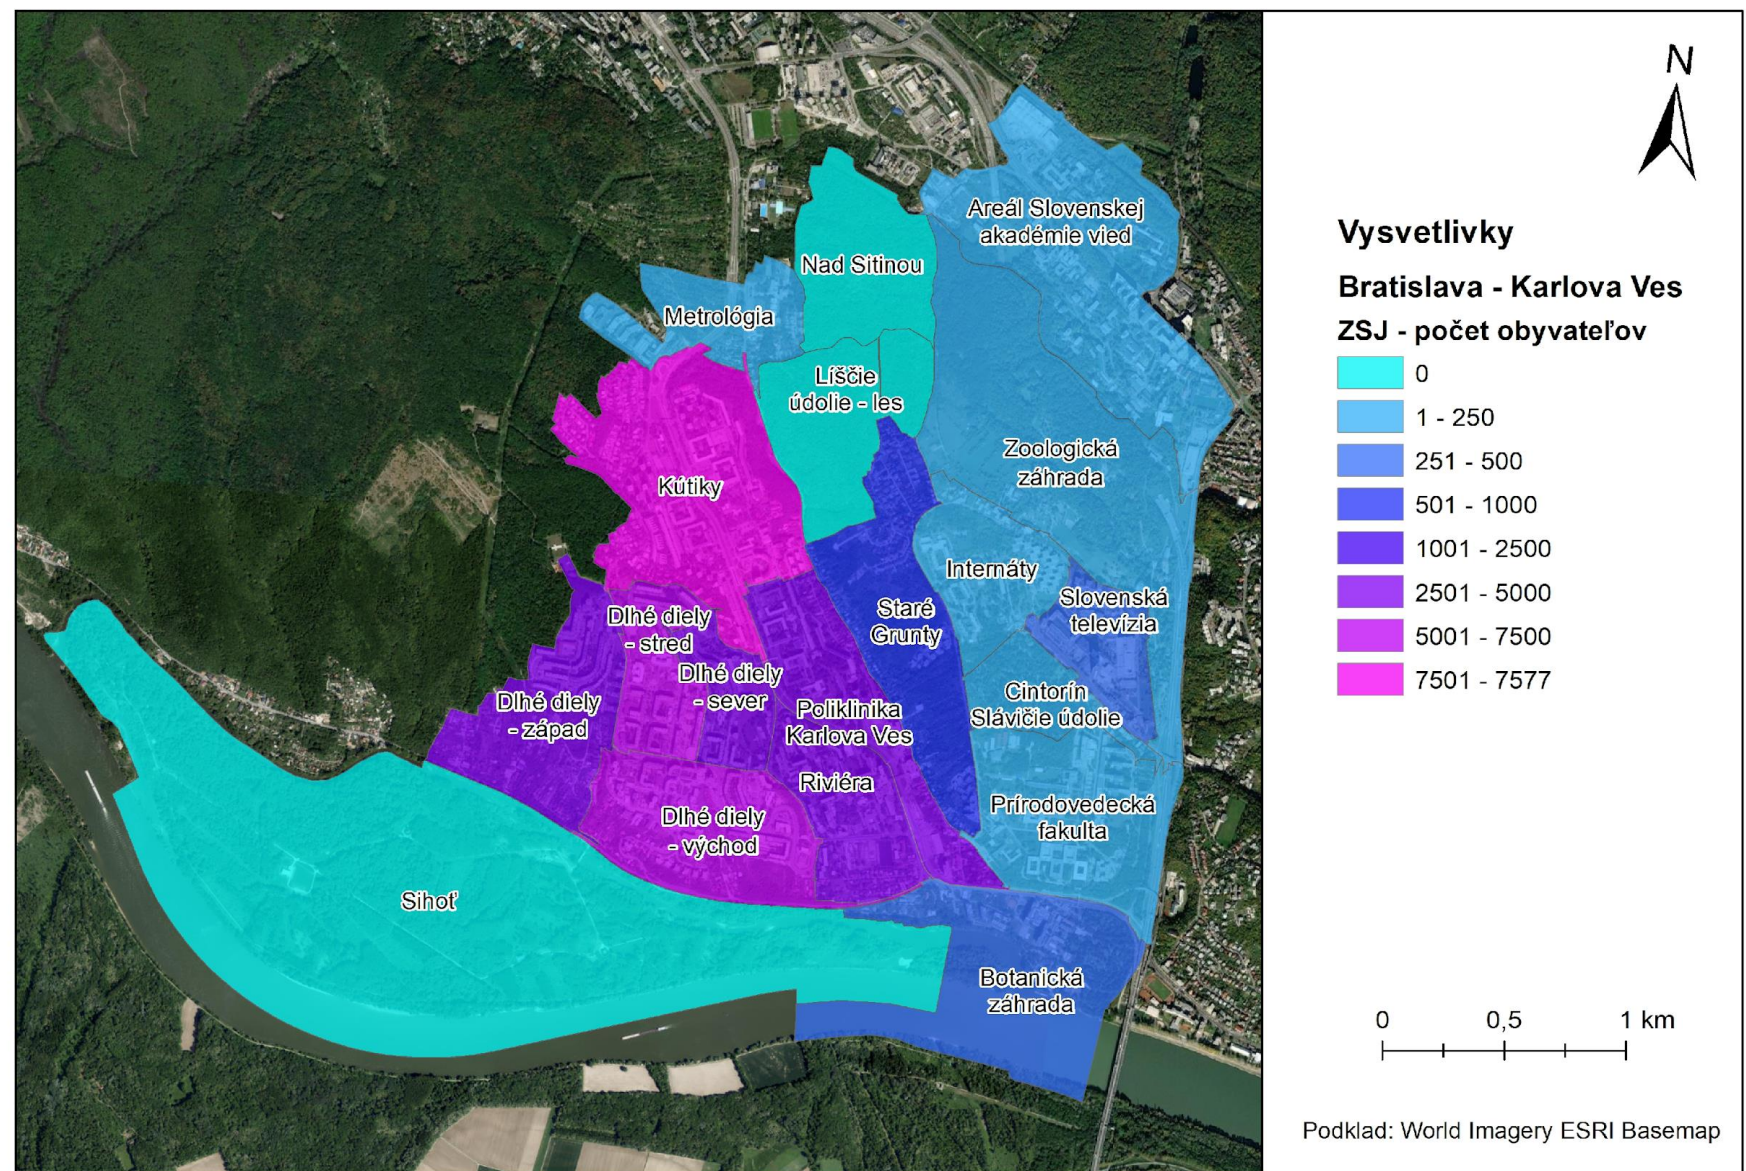 N
Areál Slovenskej
akadémie vied
Nad Sitinou
Metrológia
Líščie
údolie - les
Zoologická
záhrada
Kútiky
Internáty
Slovenská
televízia
Staré
Grunty
Dlhé diely
- stred
Dlhé diely
- sever
Dlhé diely
- západ
Cintorín
Slávičie údolie
Poliklinika
Karlova Ves
Riviéra
Prírodovedecká
fakulta
Dlhé diely
- východ
Sihoť
Botanická
záhrada
Vysvetlivky
Bratislava - Karlova Ves
ZSJ - počet obyvateľov
0
1 - 250
251 - 500
501 - 1000
1001 - 2500
2501 - 5000
5001 - 7500
7501 - 7577
0 0,5 1 km
Podklad: World Imagery ESRI Basemap